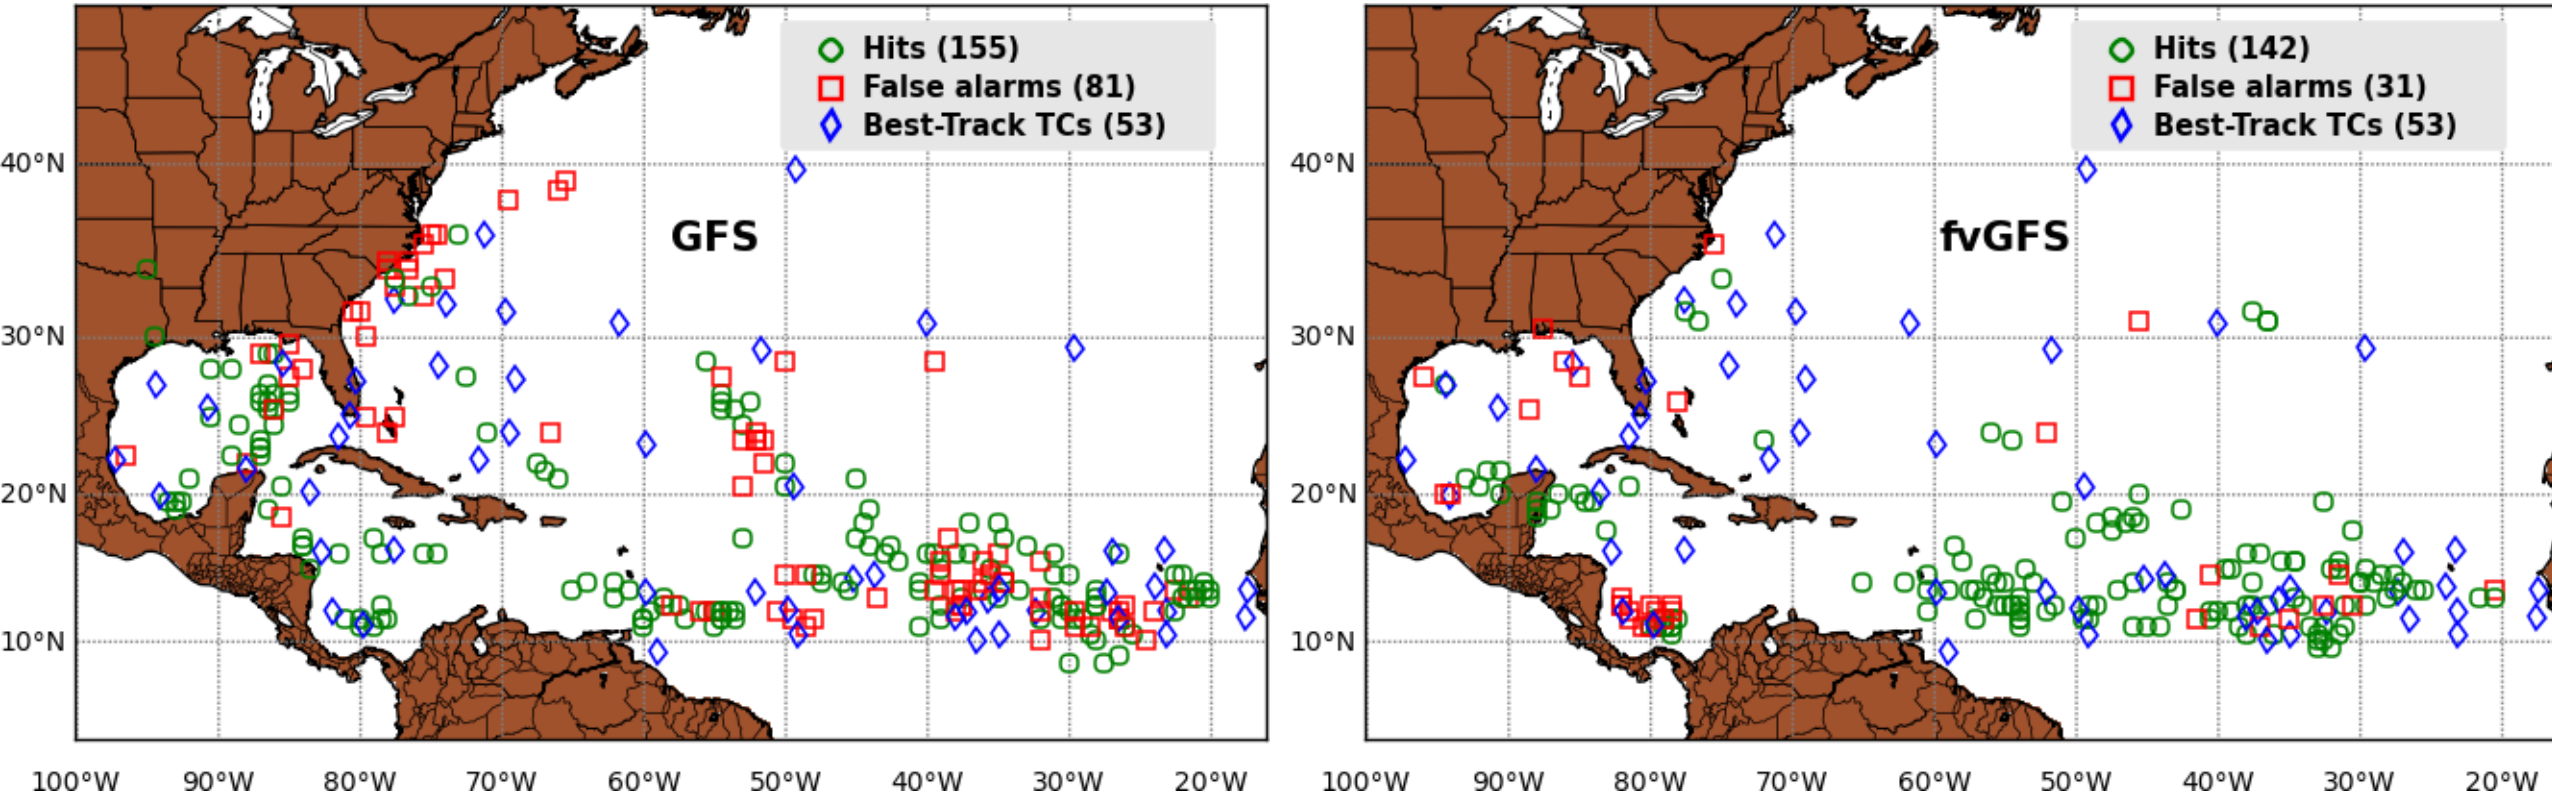 Hits (155)
False alarms (81)
Best-Track TCs (53)
GFS
40°N
30°N
20°N
10°N
100°W 90°W 80°W 70°W 60°W 50°W 40°W 30°W 20°W
Hits (142)
False alarms (31)
Best-Track TCs (53)
fvGFS
40°N
30°N
20°N
10°N
100°W 90°W 80°W 70°W 60°W 50°W 40°W 30°W 20°W